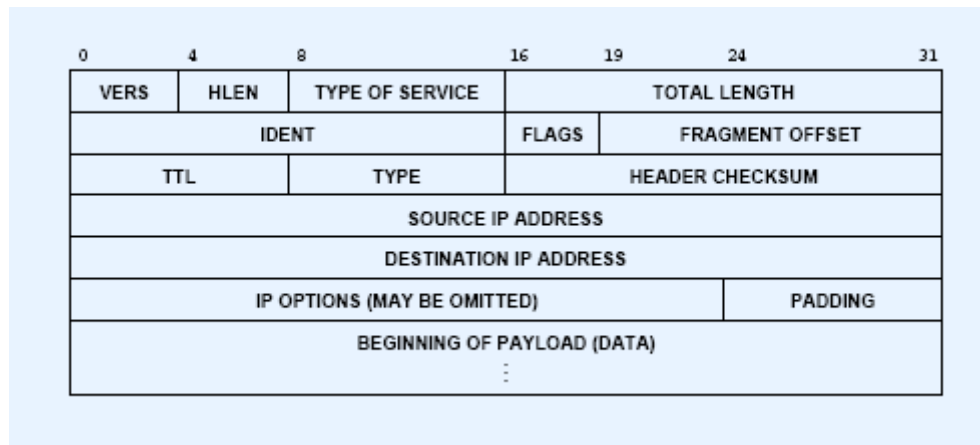 0 4 8 16 19 24 31
VERS HLEN TYPE OF SERVICE TOTAL LENGTH
IDENT FLAGS FRAGMENT OFFSET
TTL TYPE HEADER CHECKSUM
SOURCE IP ADDRESS
DESTINATION IP ADDRESS
IP OPTIONS (MAY BE OMITTED) PADDING
BEGINNING OF PAYLOAD (DATA)